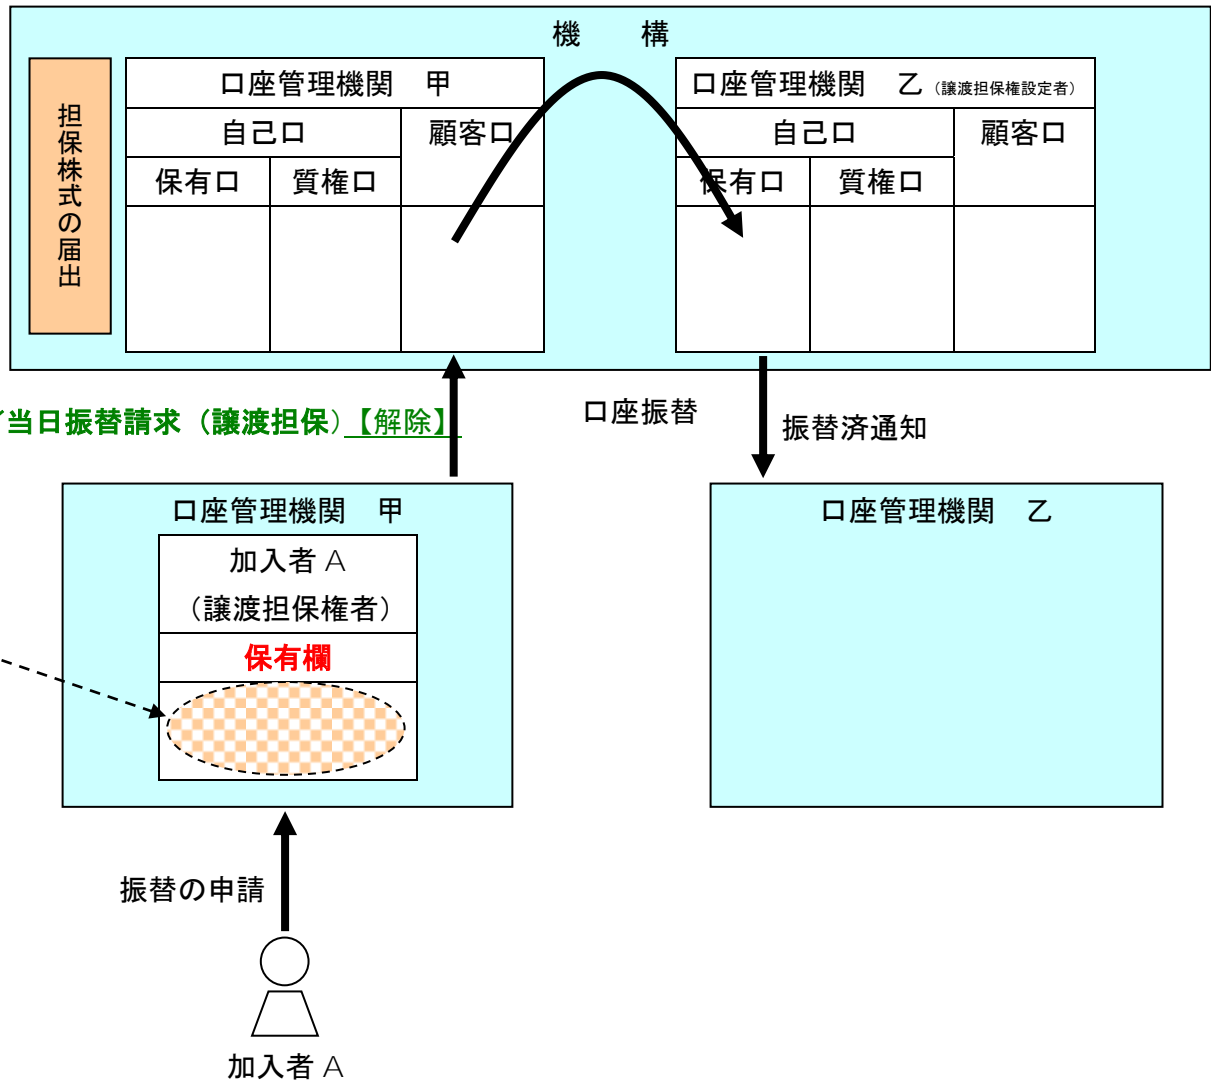 機　構
担保株式の届出
口座管理機関　甲
自己口
顧客口
保有口
質権口
口座管理機関　乙（譲渡担保権設定者）
自己口
顧客口
保有口
質権口
当日振替請求（譲渡担保）【解除】
口座振替
振替済通知
口座管理機関　甲
加入者 A
（譲渡担保権者）
保有欄
口座管理機関　乙
振替の申請
加入者 A